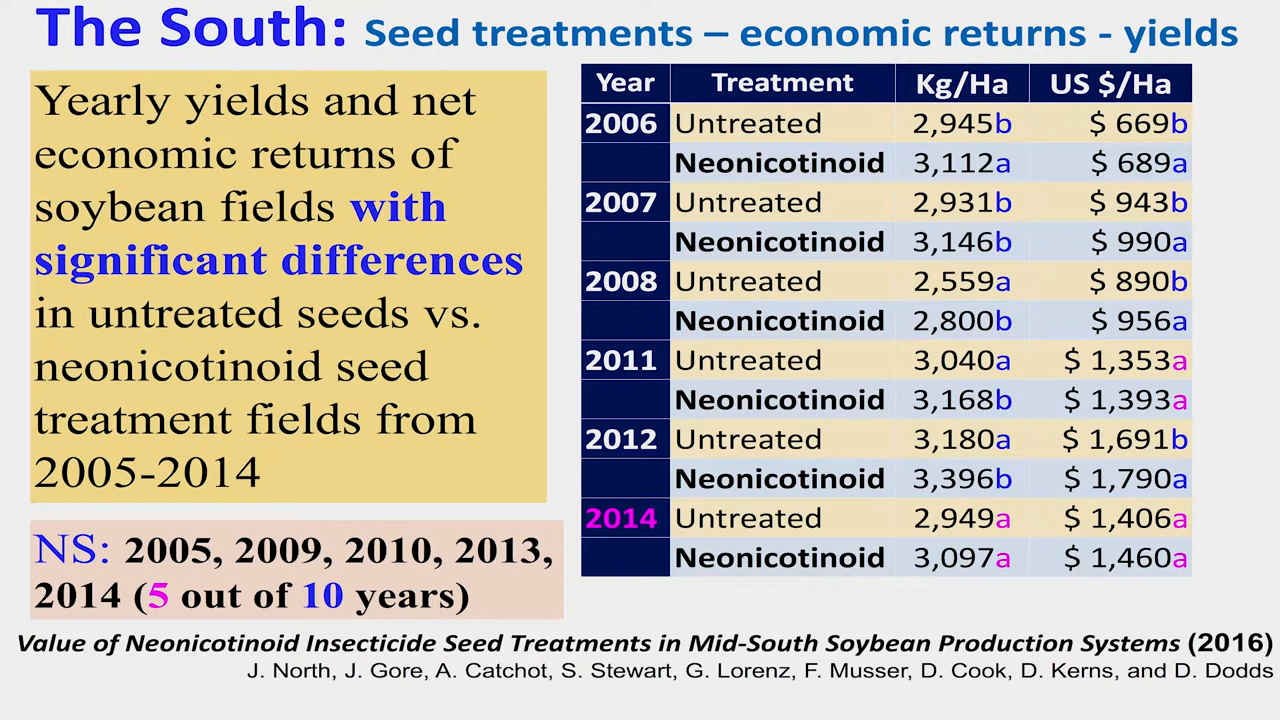 The South: Seed treatments – economic returns - yields
Yearly yields and net
economic returns of
soybean fields with
significant differences
in untreated seeds vs.
neonicotinoid seed
treatment fields from
2005-2014
NS: 2005, 2009, 2010, 2013,
2014 (5 out of 10 years)
Year Treatment Kg/Ha US $/Ha
2006 Untreated 2,945b $ 669b
Neonicotinoid 3,112a $ 689a
2007 Untreated 2,931b $ 943b
Neonicotinoid 3,146b $ 990a
2008 Untreated 2,559a $ 890b
Neonicotinoid 2,800b $ 956a
2011 Untreated 3,040a $ 1,353a
Neonicotinoid 3,168b $ 1,393a
2012 Untreated 3,180a $ 1,691b
Neonicotinoid 3,396b $ 1,790a
2014 Untreated 2,949a $ 1,406a
Neonicotinoid 3,097a $ 1,460a
Value of Neonicotinoid Insecticide Seed Treatments in Mid-South Soybean Production Systems (2016)
J. North, J. Gore, A. Catchot, S. Stewart, G. Lorenz, F. Musser, D. Cook, D. Kerns, and D. Dodds